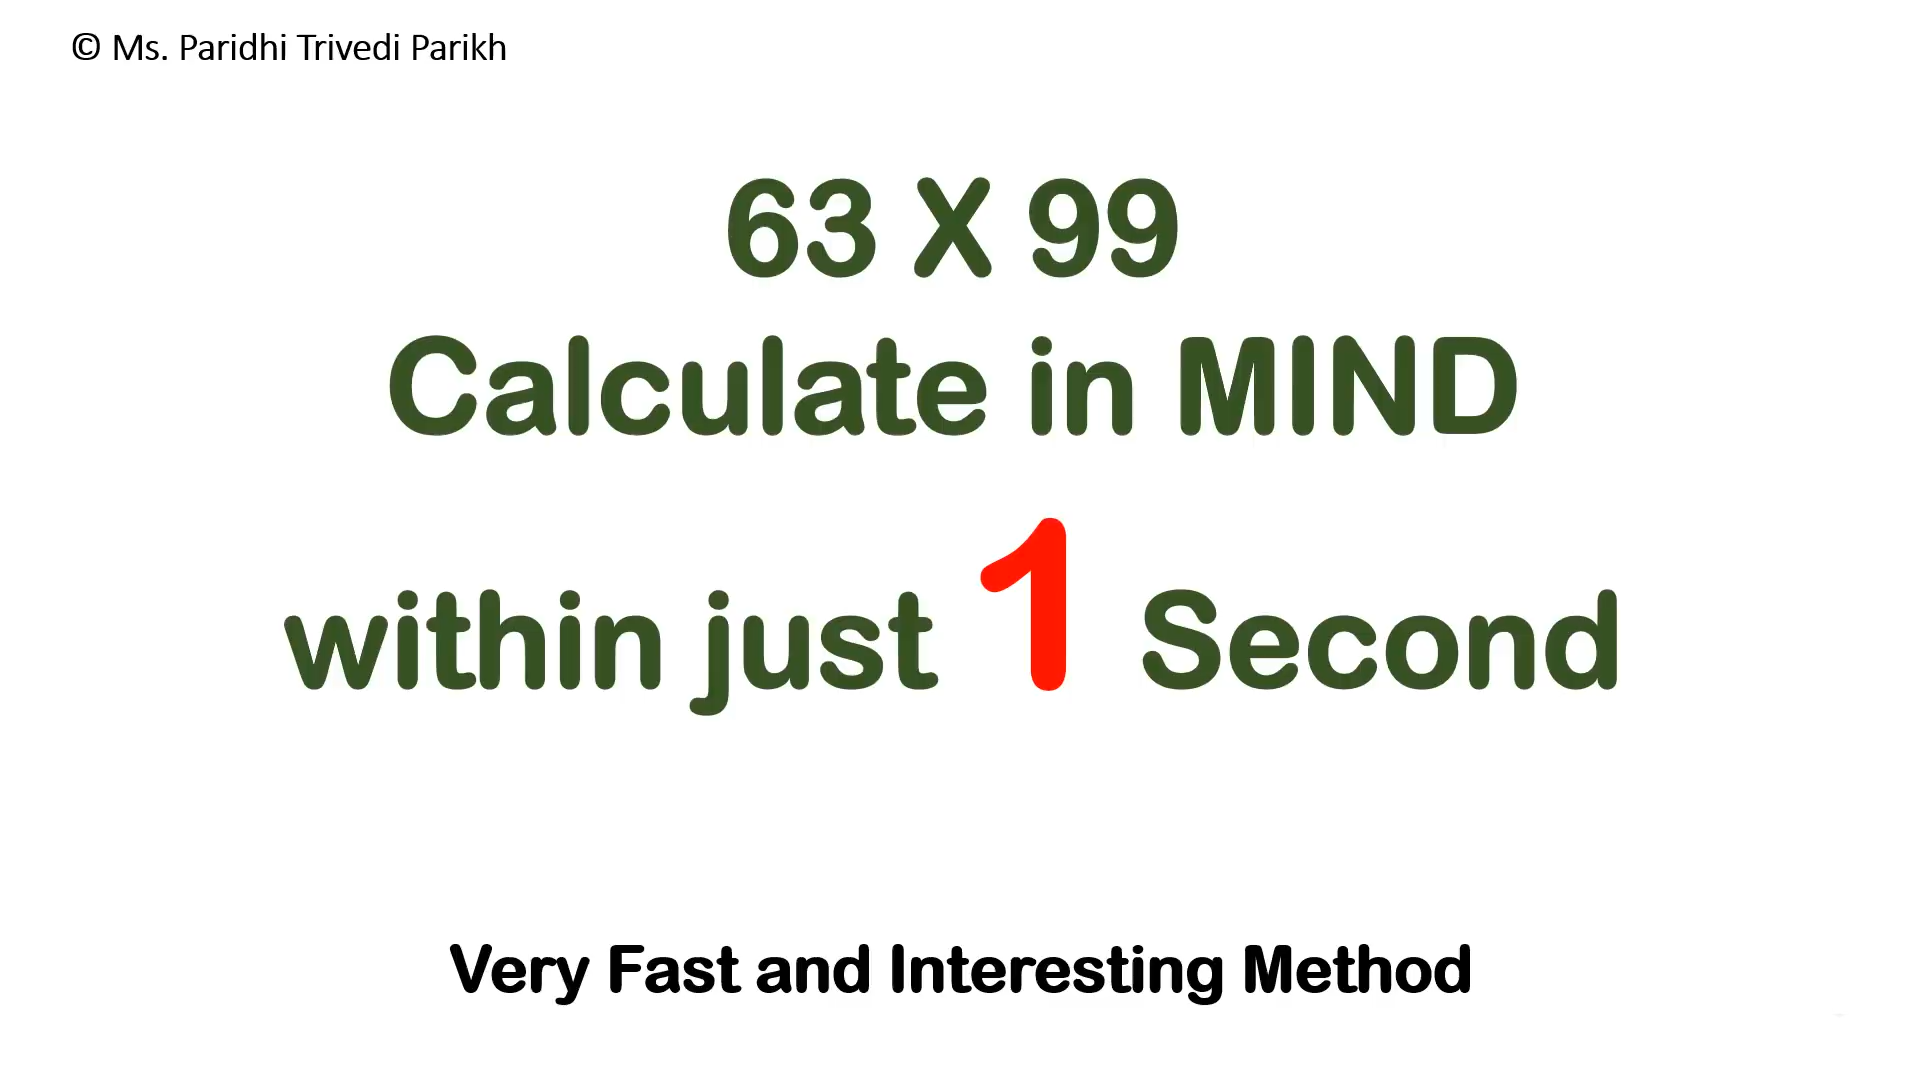 © Ms. Paridhi Trivedi Parikh
63 X 99
Calculate in MIND
within just 1 Second
Very Fast and Interesting Method